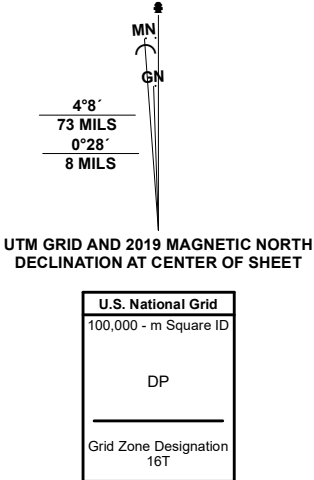 MN
GN
4°8´
73 MILS
0°28´
8 MILS
UTM GRID AND 2019 MAGNETIC NORTH
DECLINATION AT CENTER OF SHEET
U.S. National Grid
100,000 - m Square ID
DP
Grid Zone Designation
16T